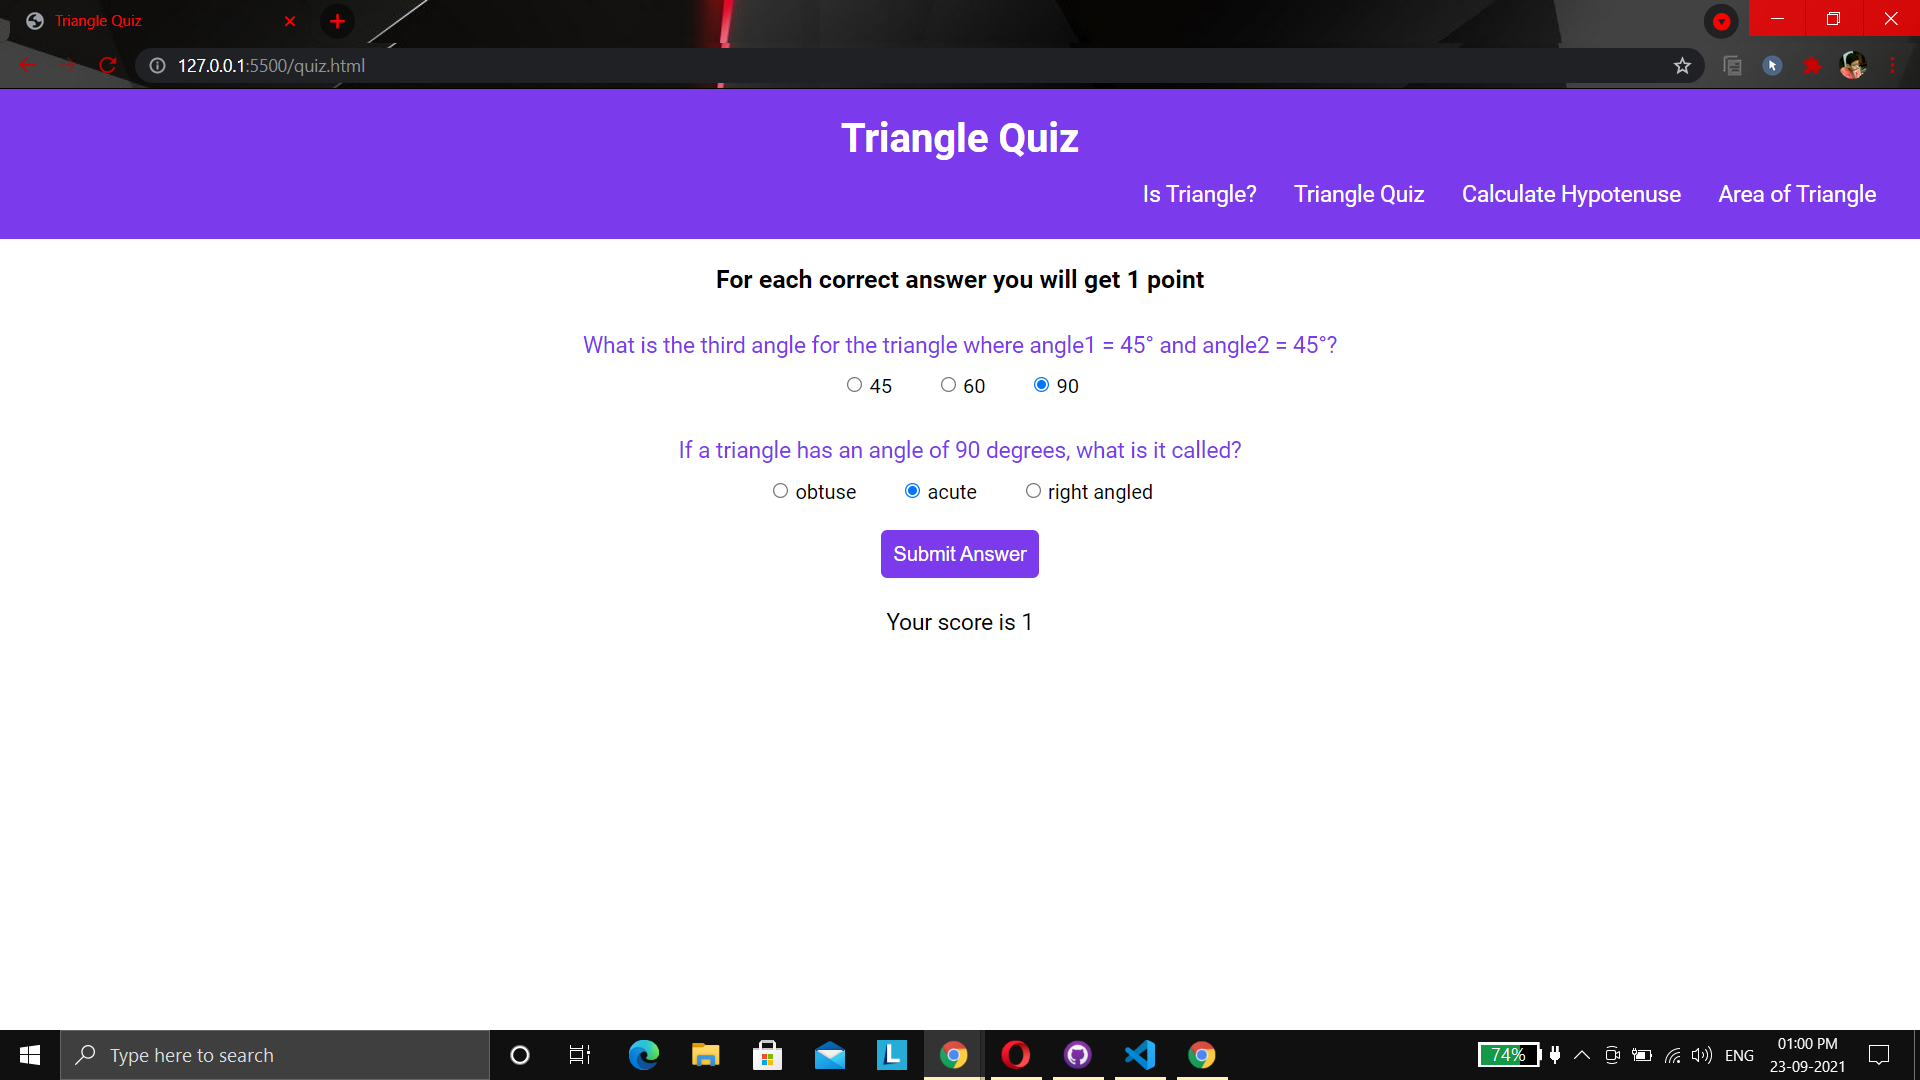 Triangle Quiz
127.0.0.1:5500/quiz.html
Triangle Quiz
Is Triangle? Triangle Quiz Calculate Hypotenuse Area of Triangle
For each correct answer you will get 1 point
What is the third angle for the triangle where angle1 = 45° and angle2 = 45°?
45 60 90
If a triangle has an angle of 90 degrees, what is it called?
obtuse acute right angled
Submit Answer
Your score is 1
Type here to search
L
74%
ENG
01:00 PM
23-09-2021